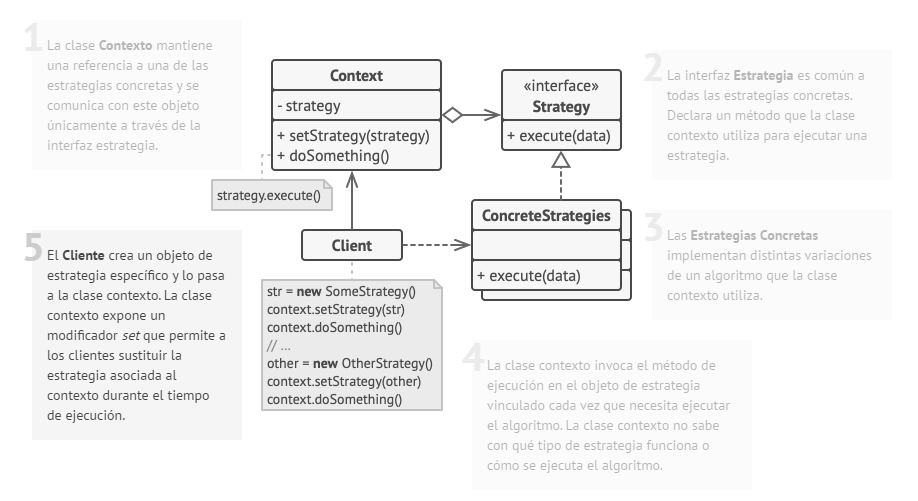 1
La clase Contexto mantiene
una referencia a una de las
estrategias concretas y se
comunica con este objeto
únicamente a través de la
interfaz estrategia.
Context
- strategy
+ setStrategy(strategy)
+ doSomething()
strategy.execute()
«interface»
Strategy
+ execute(data)
2
La interfaz Estrategia es común a
todas las estrategias concretas.
Declara un método que la clase
contexto utiliza para ejecutar una
estrategia.
ConcreteStrategies
+ execute(data)
3
Las Estrategias Concretas
implementan distintas variaciones
de un algoritmo que la clase
contexto utiliza.
Client
str = new SomeStrategy()
context.setStrategy(str)
context.doSomething()
// ...
other = new OtherStrategy()
context.setStrategy(other)
context.doSomething()
4
La clase contexto invoca el método de
ejecución en el objeto de estrategia
vinculado cada vez que necesita ejecutar
el algoritmo. La clase contexto no sabe
con qué tipo de estrategia funciona o
cómo se ejecuta el algoritmo.
5
El Cliente crea un objeto de
estrategia específico y lo pasa
a la clase contexto. La clase
contexto expone un
modificador set que permite a
los clientes sustituir la
estrategia asociada al
contexto durante el tiempo
de ejecución.